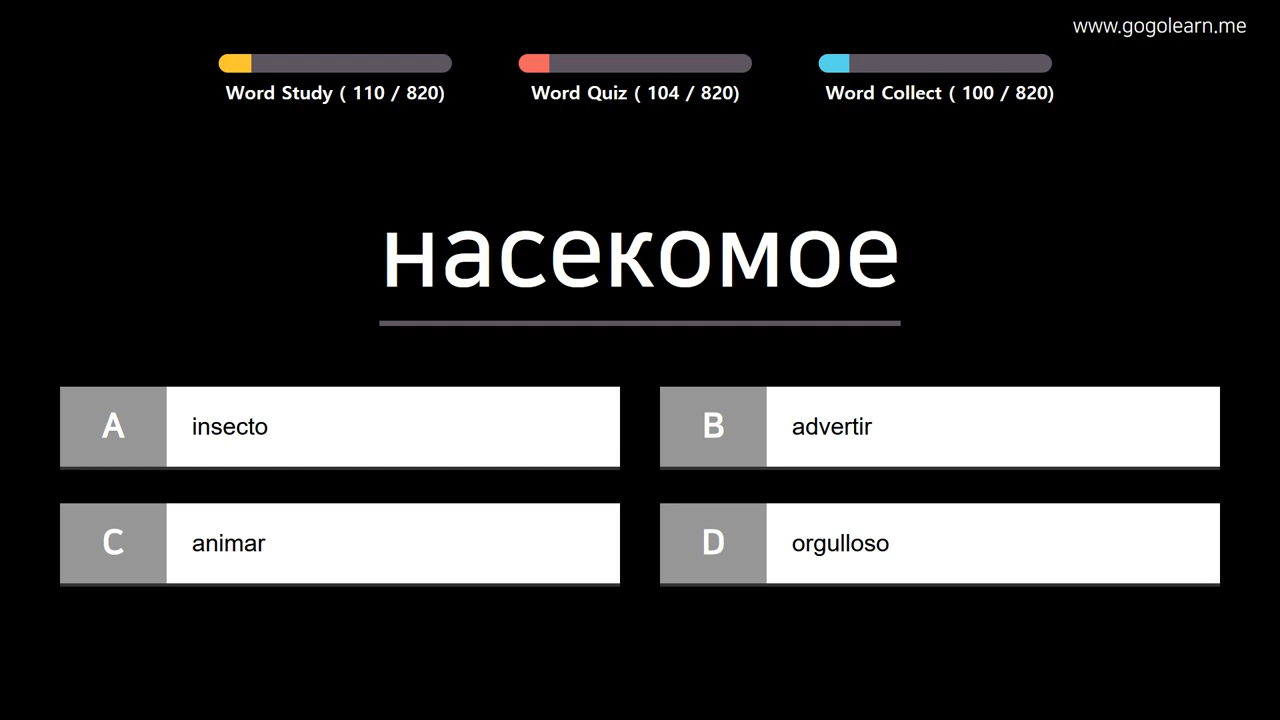 www.gogolearn.me
Word Study ( 110 / 820)
Word Quiz ( 104 / 820)
Word Collect ( 100 / 820)
насекомое
A insecto
B advertir
C animar
D orgulloso